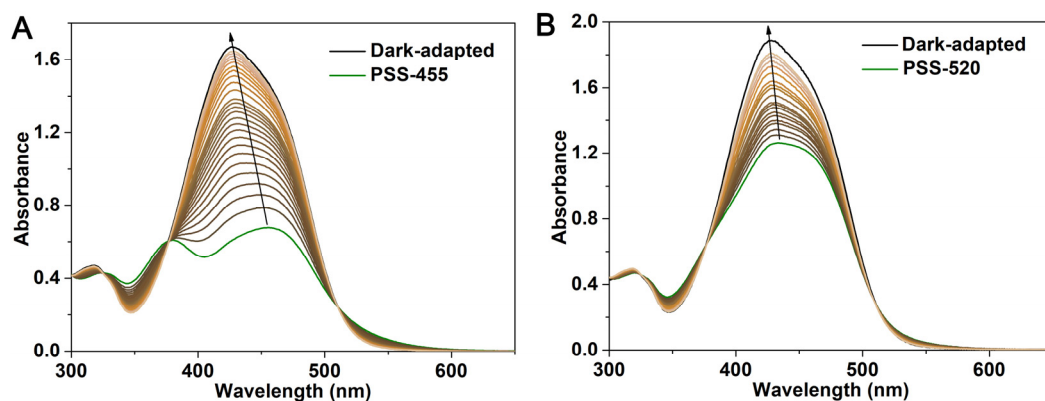 A
Dark-adapted
PSS-455
Absorbance
1.6
1.2
0.8
0.4
0.0
300
400
500
600
Wavelength (nm)
B
Dark-adapted
PSS-520
Absorbance
2.0
1.6
1.2
0.8
0.4
0.0
300
400
500
600
Wavelength (nm)